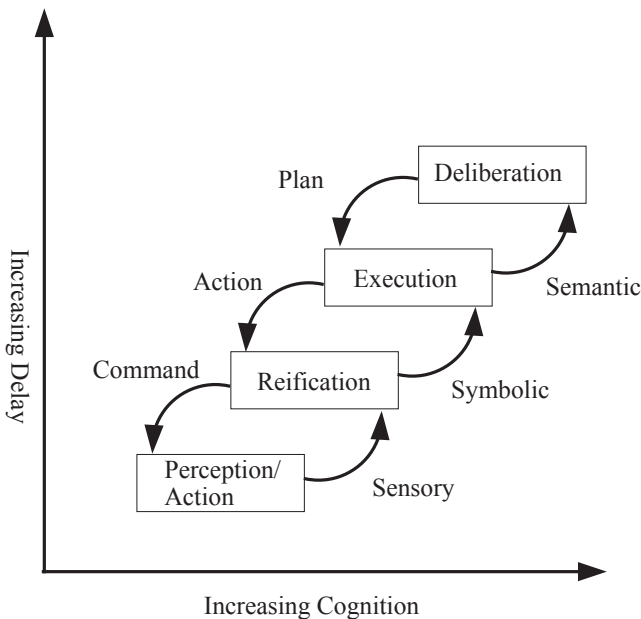 Deliberation
Plan
Execution
Semantic
Action
Reification
Symbolic
Command
Perception/
Action
Sensory
Increasing Delay
Increasing Cognition